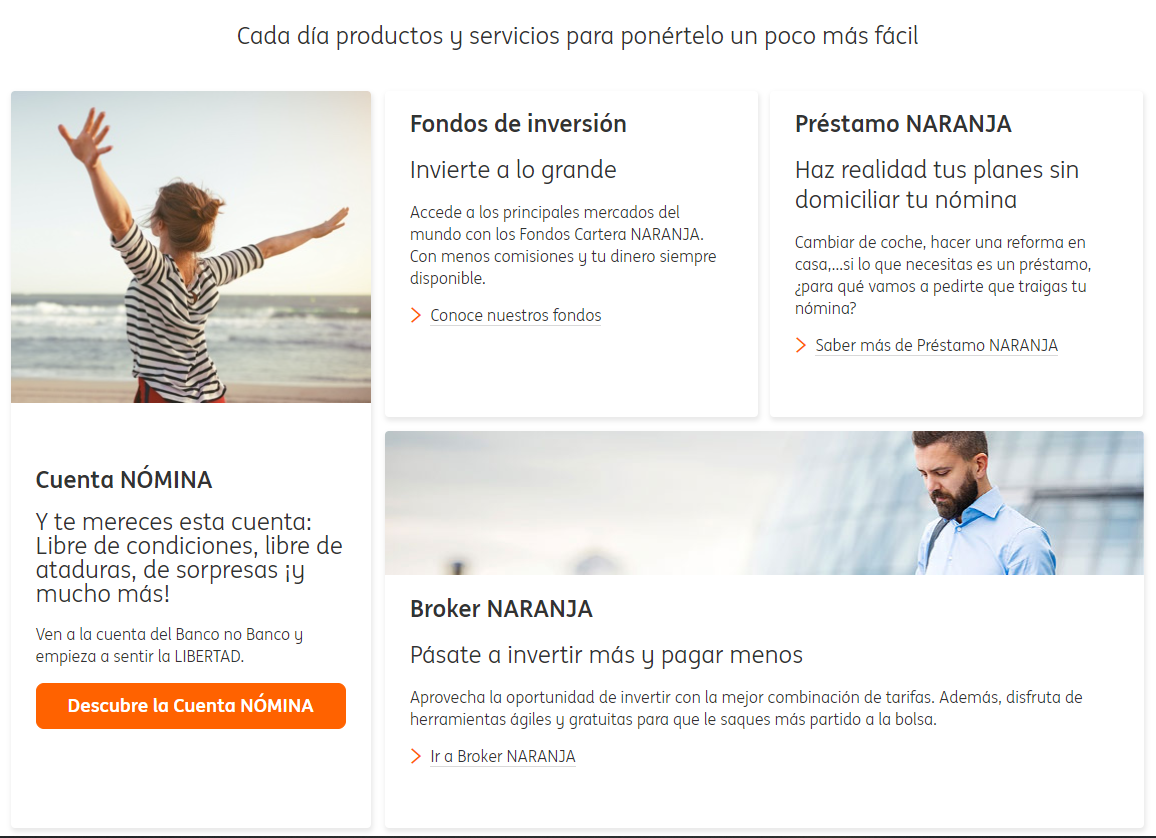 Cada día productos y servicios para ponértelo un poco más fácil
Cuenta NÓMINA
Y te mereces esta cuenta:
Libre de condiciones, libre de
ataduras, de sorpresas ¡y
mucho más!
Ven a la cuenta del Banco no Banco y
empieza a sentir la LIBERTAD.
Descubre la Cuenta NÓMINA
Fondos de inversión
Invierte a lo grande
Accede a los principales mercados del
mundo con los Fondos Cartera NARANJA.
Con menos comisiones y tu dinero siempre
disponible.
Conoce nuestros fondos
Préstamo NARANJA
Haz realidad tus planes sin
domiciliar tu nómina
Cambiar de coche, hacer una reforma en
casa,...si lo que necesitas es un préstamo,
¿para qué vamos a pedirte que traigas tu
nómina?
Saber más de Préstamo NARANJA
Broker NARANJA
Pásate a invertir más y pagar menos
Aprovecha la oportunidad de invertir con la mejor combinación de tarifas. Además, disfruta de
herramientas ágiles y gratuitas para que le saques más partido a la bolsa.
Ir a Broker NARANJA